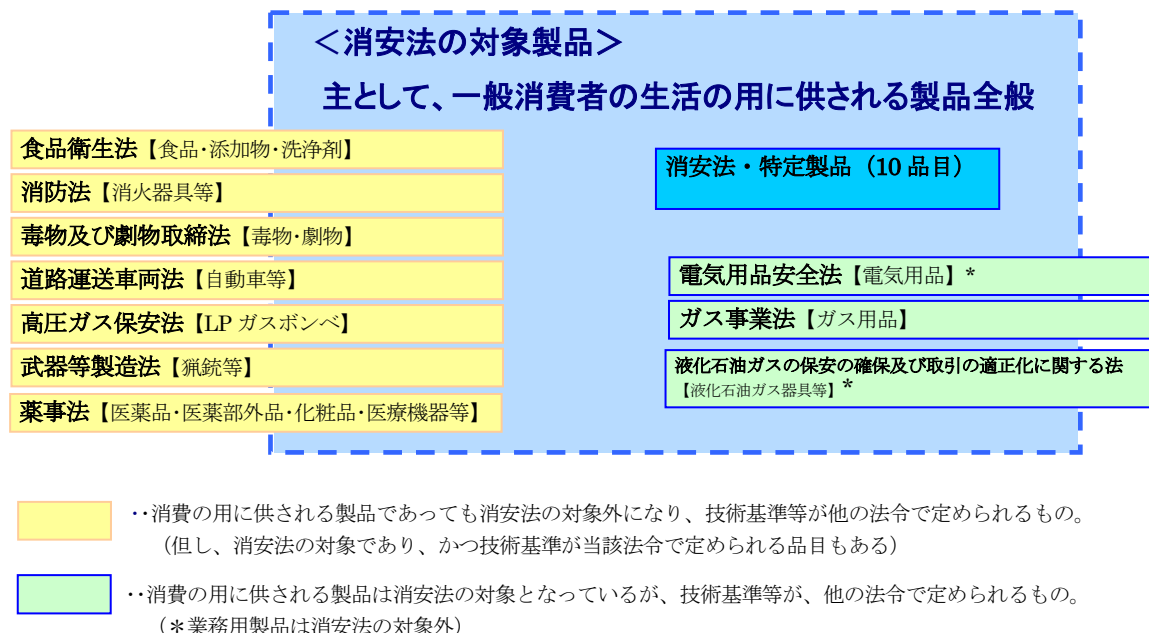 ＜消安法の対象製品＞
主として、一般消費者の生活の用に供される製品全般
食品衛生法【食品・添加物・洗浄剤】
消防法【消火器具等】
毒物及び劇物取締法【毒物・劇物】
道路運送車両法【自動車等】
高圧ガス保安法【LP ガスボンベ】
武器等製造法【猟銃等】
薬事法【医薬品・医薬部外品・化粧品・医療機器等】
消安法・特定製品（10 品目）
電気用品安全法【電気用品】*
ガス事業法【ガス用品】
液化石油ガスの保安の確保及び取引の適正化に関する法
【液化石油ガス器具等】*
‥消費の用に供される製品であっても消安法の対象外になり、技術基準等が他の法令で定められるもの。
（但し、消安法の対象であり、かつ技術基準が当該法令で定められる品目もある）
‥消費の用に供される製品は消安法の対象となっているが、技術基準等が、他の法令で定められるもの。
（＊業務用製品は消安法の対象外）